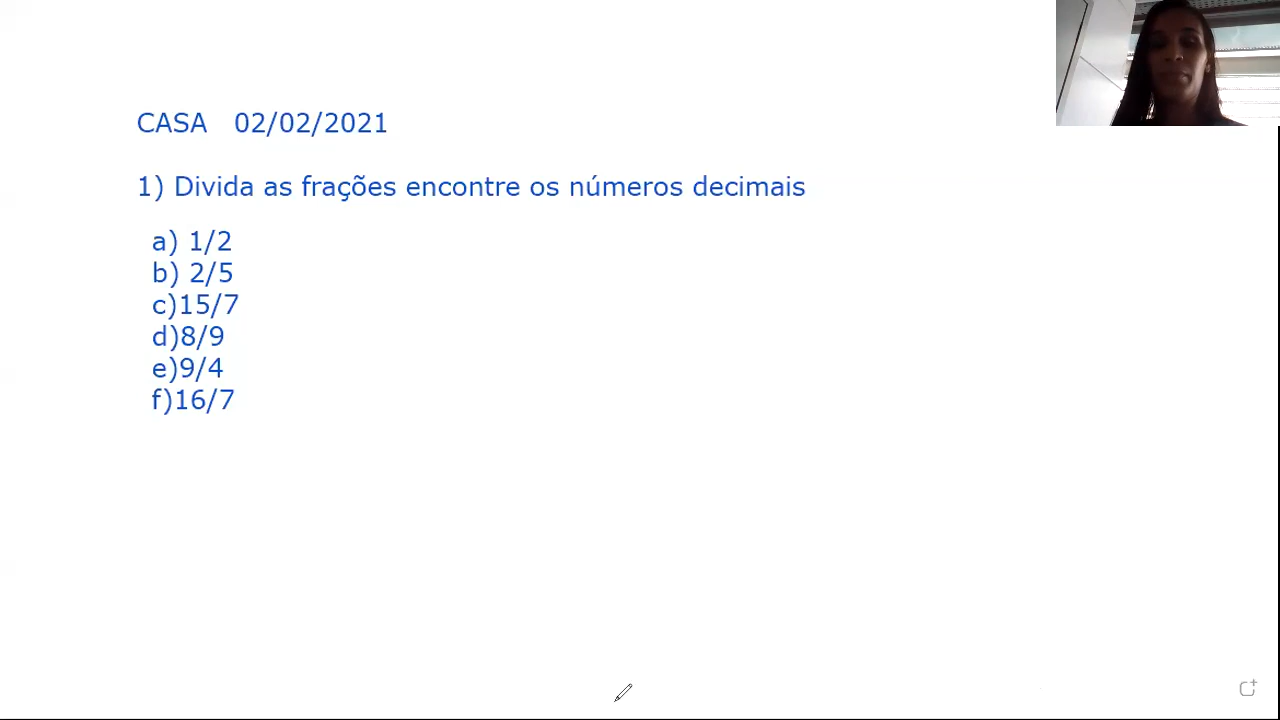 CASA 02/02/2021
1) Divida as frações encontre os números decimais
a) 1/2
b) 2/5
c)15/7
d)8/9
e)9/4
f)16/7